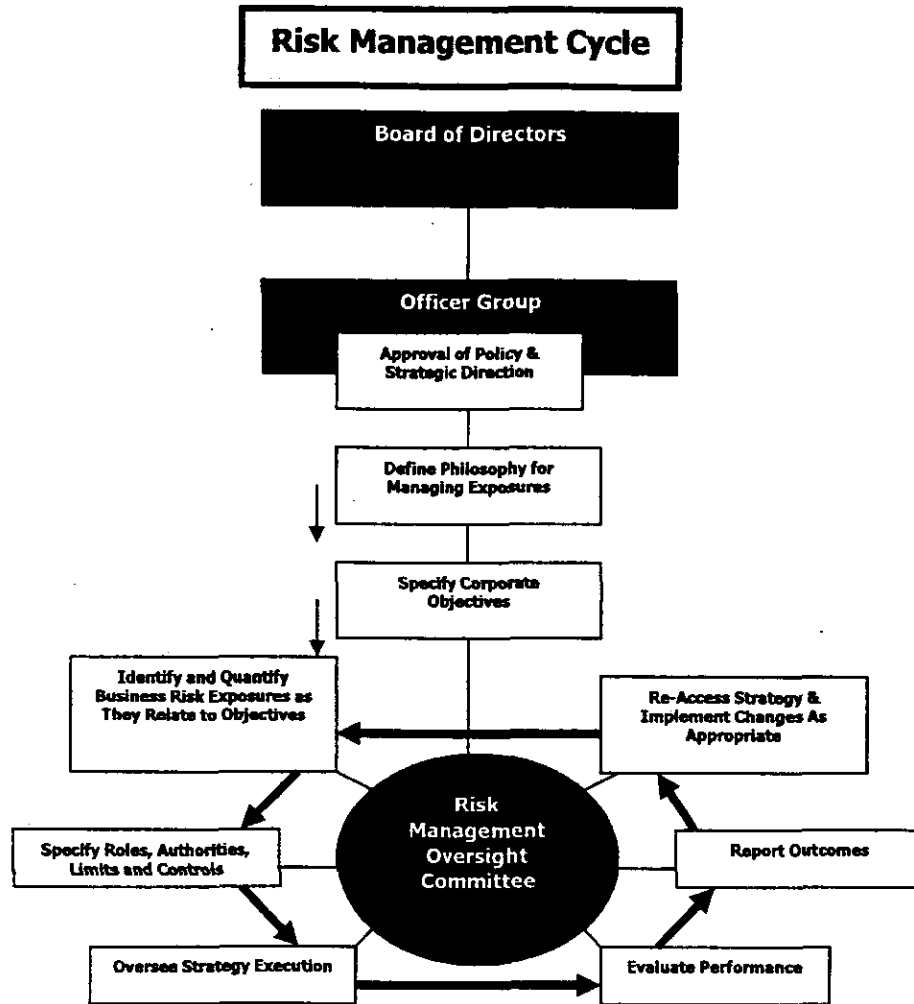 Risk Management Cycle
Board of Directors
Officer Group
Approval of Policy &
Strategic Direction
Define Philosophy for
Managing Exposures
Specify Corporate
Objectives
Identify and Quantify
Business Risk Exposures as
They Relate to Objectives
Re-Access Strategy &
Implement Changes As
Appropriate
Risk
Management
Oversight
Committee
Specify Roles, Authorities,
Limits and Controls
Report Outcomes
Oversee Strategy Execution
Evaluate Performance